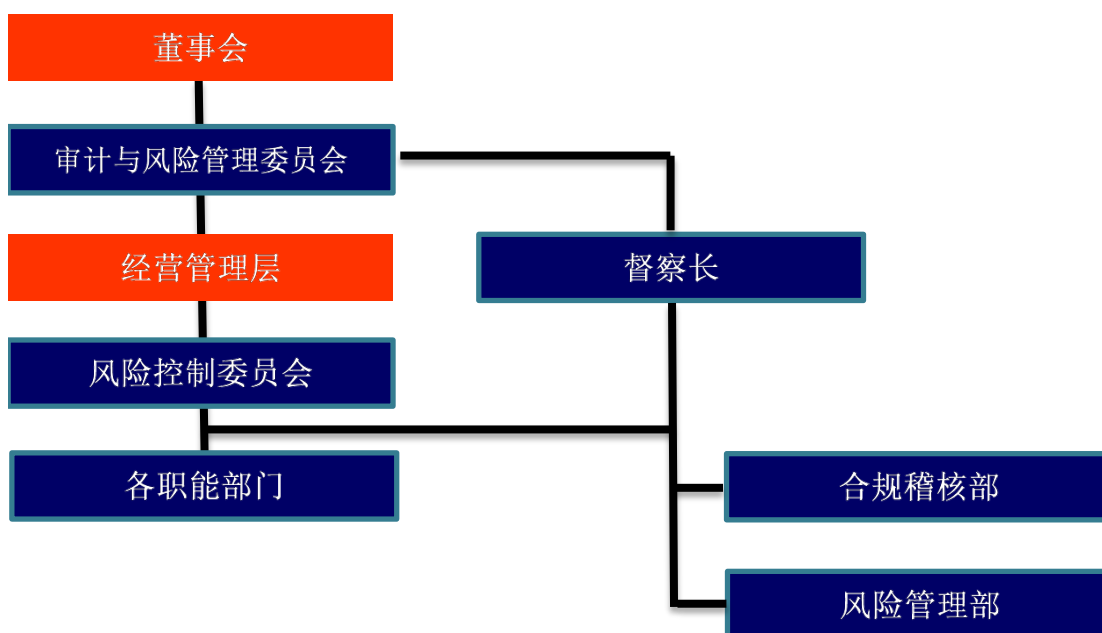 董事会
审计与风险管理委员会
经营管理层
督察长
风险控制委员会
各职能部门
合规稽核部
风险管理部